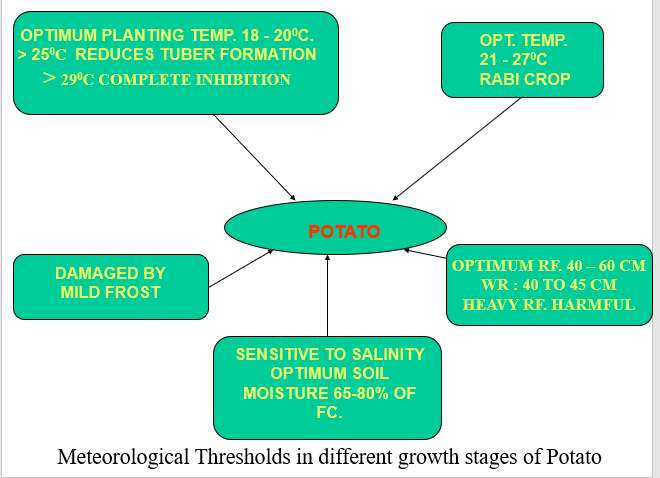 OPTIMUM PLANTING TEMP. 18 - 20⁰C.
> 25⁰C REDUCES TUBER FORMATION
> 29⁰C COMPLETE INHIBITION
OPT. TEMP.
21 - 27⁰C
RABI CROP
POTATO
DAMAGED BY
MILD FROST
OPTIMUM RF. 40 – 60 CM
WR : 40 TO 45 CM
HEAVY RF. HARMFUL
SENSITIVE TO SALINITY
OPTIMUM SOIL
MOISTURE 65-80% OF
FC.
Meteorological Thresholds in different growth stages of Potato